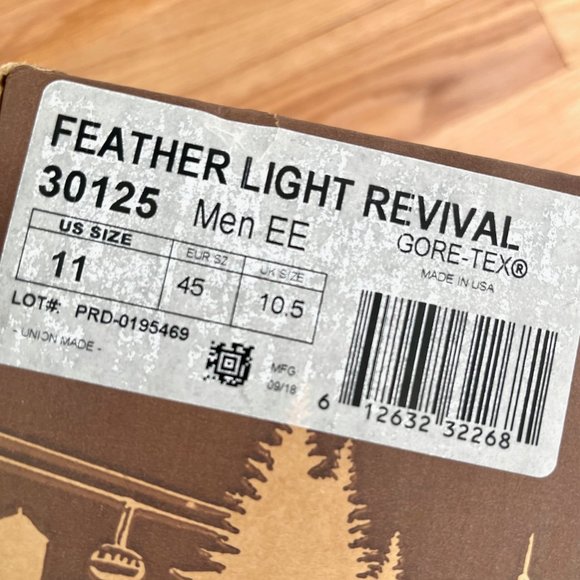 FEATHER LIGHT REVIVAL
30125 Men EE GORE-TEX®
MADE IN USA
US SIZE EUR SZ UK SIZE
11 45 10.5
LOT#: PRD-0195469
- UNION MADE -
MFG
09/18
6 12632 32268